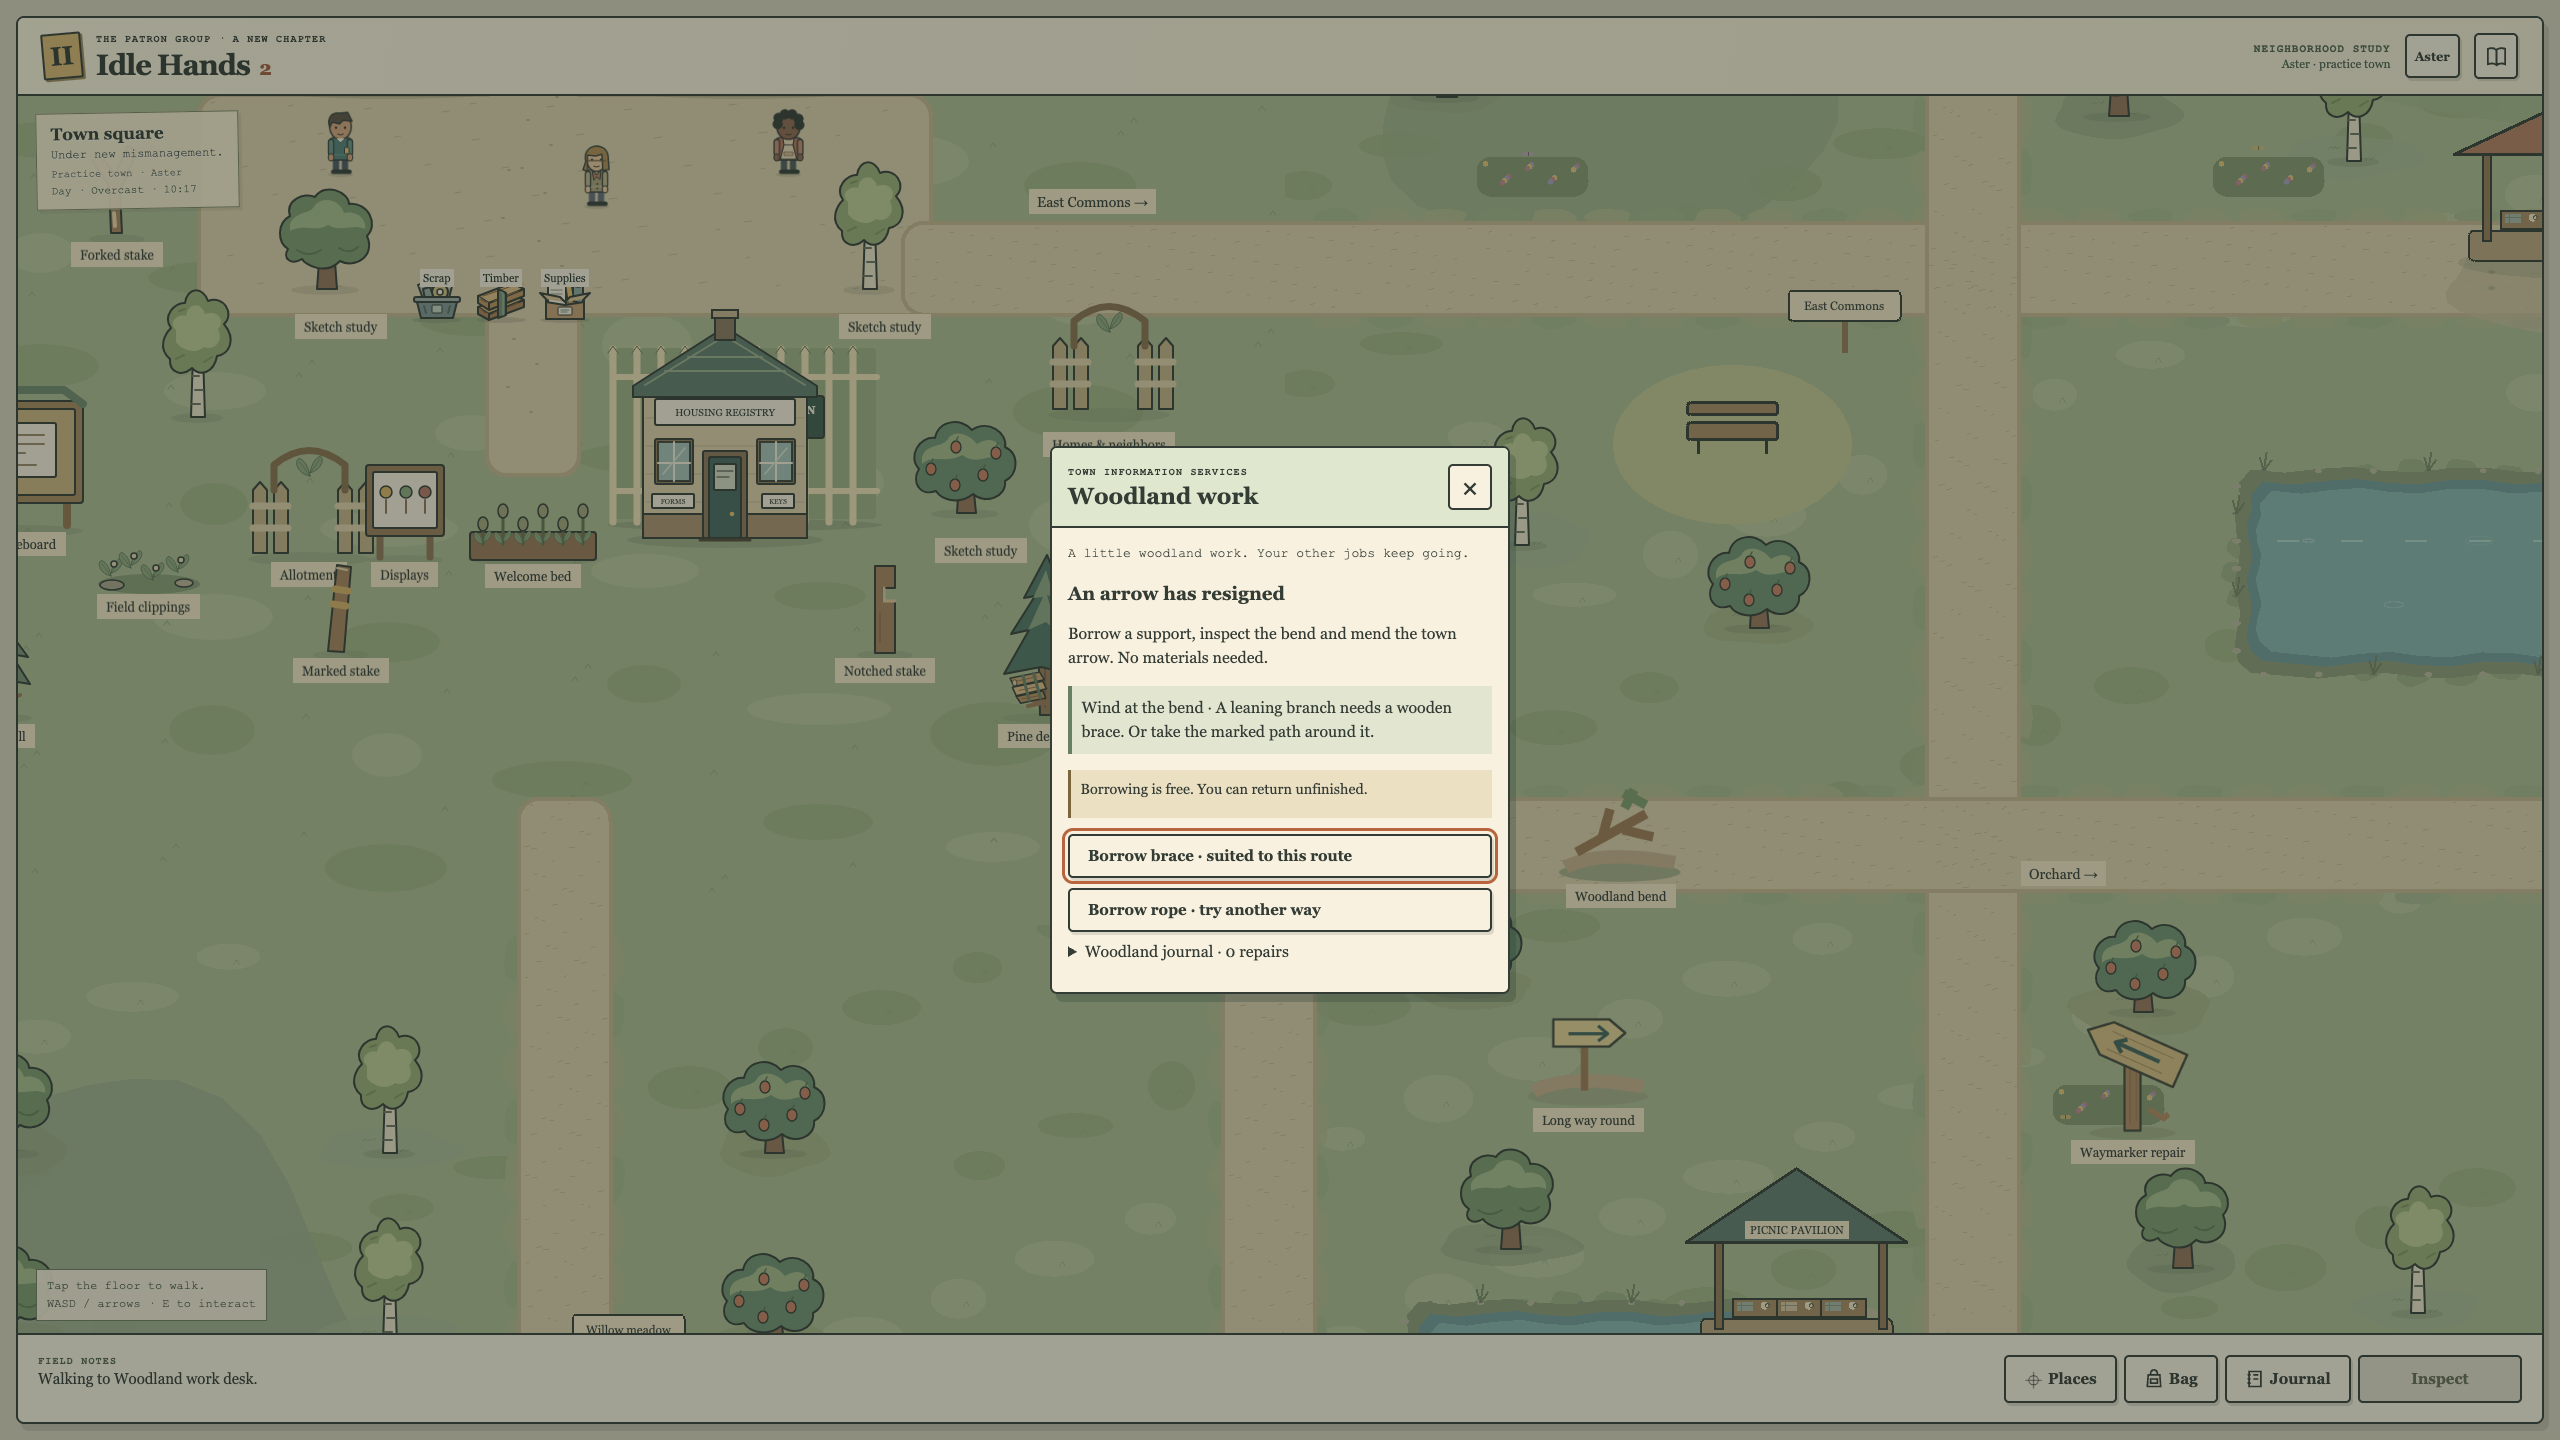 II
THE PATRON GROUP · A NEW CHAPTER
Idle Hands 2
NEIGHBORHOOD STUDY
Aster · practice town
Aster
Town square
Under new mismanagement.
Practice town · Aster
Day · Overcast · 10:17
East Commons →
Forked stake
Scrap
Timber
Supplies
East Commons
Sketch study
Sketch study
HOUSING REGISTRY
N
Homes & neighbors
FORMS
KEYS
eboard
Sketch study
Allotment
Displays
Welcome bed
Field clippings
Marked stake
Notched stake
ll
Pine de
TOWN INFORMATION SERVICES
Woodland work
×
A little woodland work. Your other jobs keep going.
An arrow has resigned
Borrow a support, inspect the bend and mend the town
arrow. No materials needed.
Wind at the bend · A leaning branch needs a wooden
brace. Or take the marked path around it.
Borrowing is free. You can return unfinished.
Borrow brace · suited to this route
Borrow rope · try another way
Woodland journal · 0 repairs
Woodland bend
Orchard →
Long way round
Waymarker repair
PICNIC PAVILION
Tap the floor to walk.
WASD / arrows · E to interact
Willow meadow
FIELD NOTES
Walking to Woodland work desk.
Places
Bag
Journal
Inspect